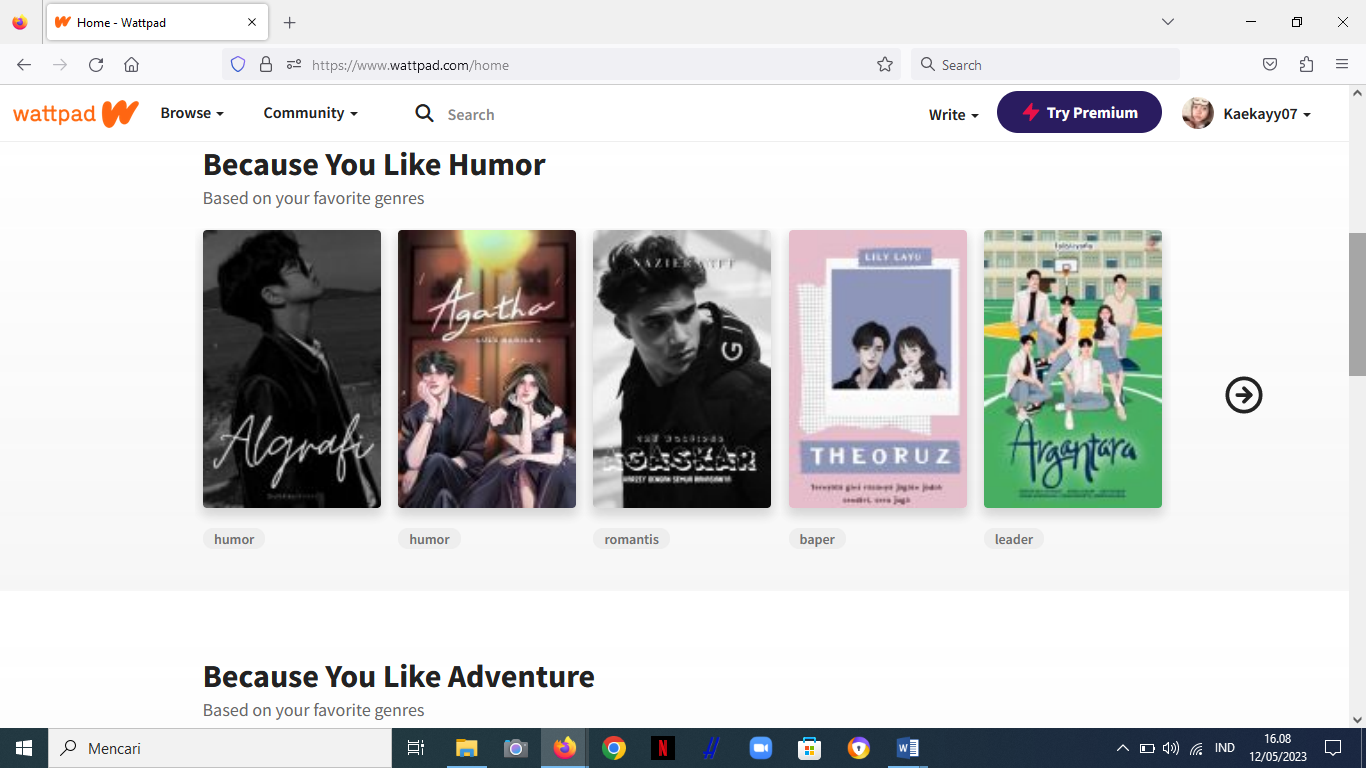 Home - Wattpad
https://www.wattpad.com/home
Search
wattpad
Browse
Community
Search
Write
Try Premium
Kaekayy07
Because You Like Humor
Based on your favorite genres
Algrafi
Agatha
AGASKAR
LILY LAYU
THEORUZ
Argantara
humor
humor
romantis
baper
leader
Because You Like Adventure
Based on your favorite genres
Mencari
IND
16.08
12/05/2023